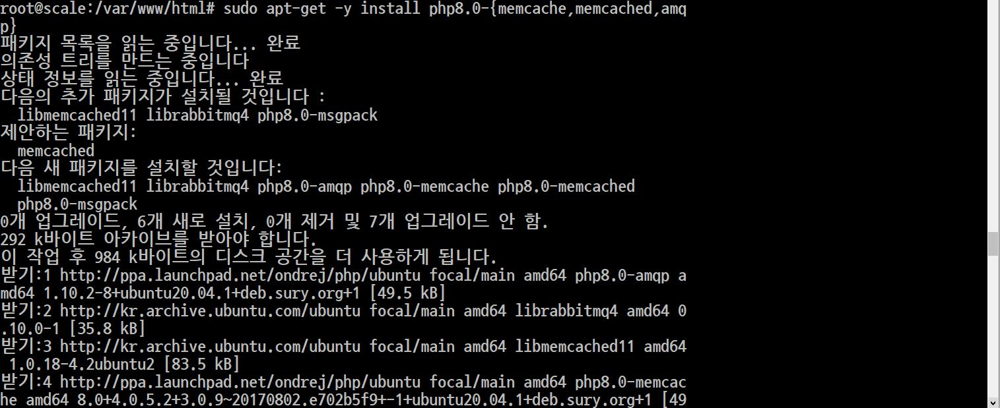 root@scale:/var/www/html# sudo apt-get -y install php8.0-{memcache,memcached,amq
p}
패키지 목록을 읽는 중입니다... 완료
의존성 트리를 만드는 중입니다
상태 정보를 읽는 중입니다... 완료
다음의 추가 패키지가 설치될 것입니다 :
  libmemcached11 librabbitmq4 php8.0-msgpack
제안하는 패키지:
  memcached
다음 새 패키지를 설치할 것입니다:
  libmemcached11 librabbitmq4 php8.0-amqp php8.0-memcache php8.0-memcached
  php8.0-msgpack
0개 업그레이드, 6개 새로 설치, 0개 제거 및 7개 업그레이드 안 함.
292 k바이트 아카이브를 받아야 합니다.
이 작업 후 984 k바이트의 디스크 공간을 더 사용하게 됩니다.
받기:1 http://ppa.launchpad.net/ondrej/php/ubuntu focal/main amd64 php8.0-amqp a
md64 1.10.2-8+ubuntu20.04.1+deb.sury.org+1 [49.5 kB]
받기:2 http://kr.archive.ubuntu.com/ubuntu focal/main amd64 librabbitmq4 amd64 0
.10.0-1 [35.8 kB]
받기:3 http://kr.archive.ubuntu.com/ubuntu focal/main amd64 libmemcached11 amd64
 1.0.18-4.2ubuntu2 [83.5 kB]
받기:4 http://ppa.launchpad.net/ondrej/php/ubuntu focal/main amd64 php8.0-memcac
he amd64 8.0+4.0.5.2+3.0.9~20170802.e702b5f9+-1+ubuntu20.04.1+deb.sury.org+1 [49